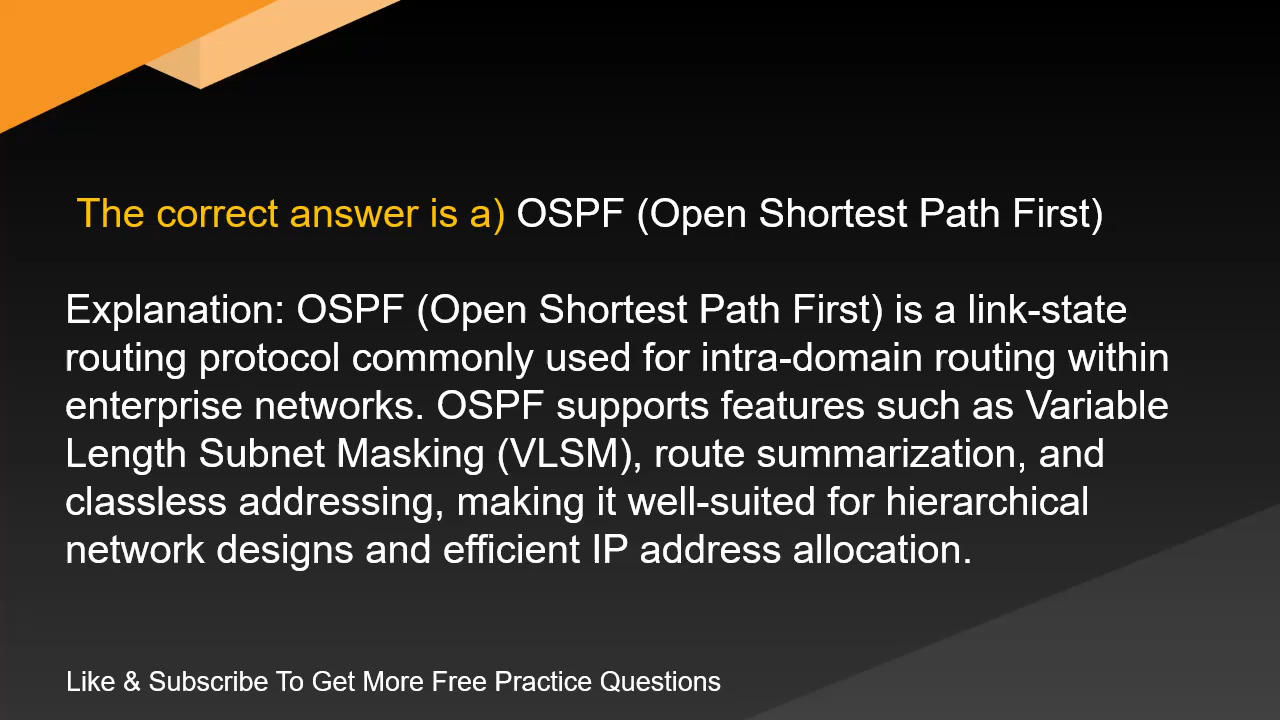 The correct answer is a) OSPF (Open Shortest Path First)
Explanation: OSPF (Open Shortest Path First) is a link-state
routing protocol commonly used for intra-domain routing within
enterprise networks. OSPF supports features such as Variable
Length Subnet Masking (VLSM), route summarization, and
classless addressing, making it well-suited for hierarchical
network designs and efficient IP address allocation.
Like & Subscribe To Get More Free Practice Questions